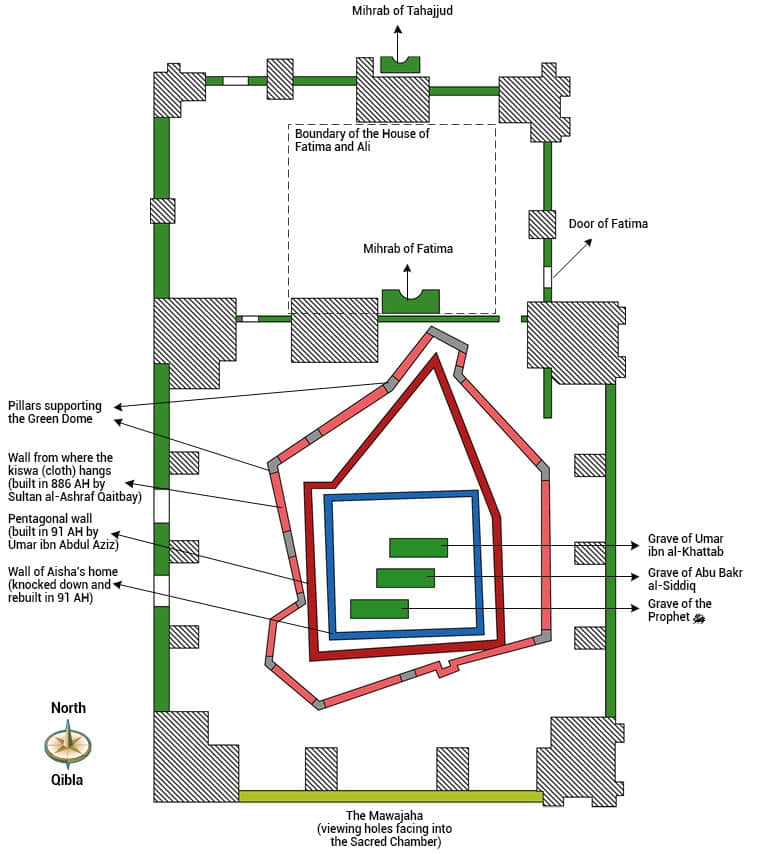 Mihrab of Tahajjud
Boundary of the House of
Fatima and Ali
Door of Fatima
Mihrab of Fatima
Pillars supporting
the Green Dome
Wall from where the
kiswa (cloth) hangs
(built in 886 AH by
Sultan al-Ashraf Qaitbay)
Pentagonal wall
(built in 91 AH by
Umar ibn Abdul Aziz)
Wall of Aisha's home
(knocked down and
rebuilt in 91 AH)
Grave of Umar
ibn al-Khattab
Grave of Abu Bakr
al-Siddiq
Grave of the
Prophet ﷺ
North
Qibla
The Mawajaha
(viewing holes facing into
the Sacred Chamber)